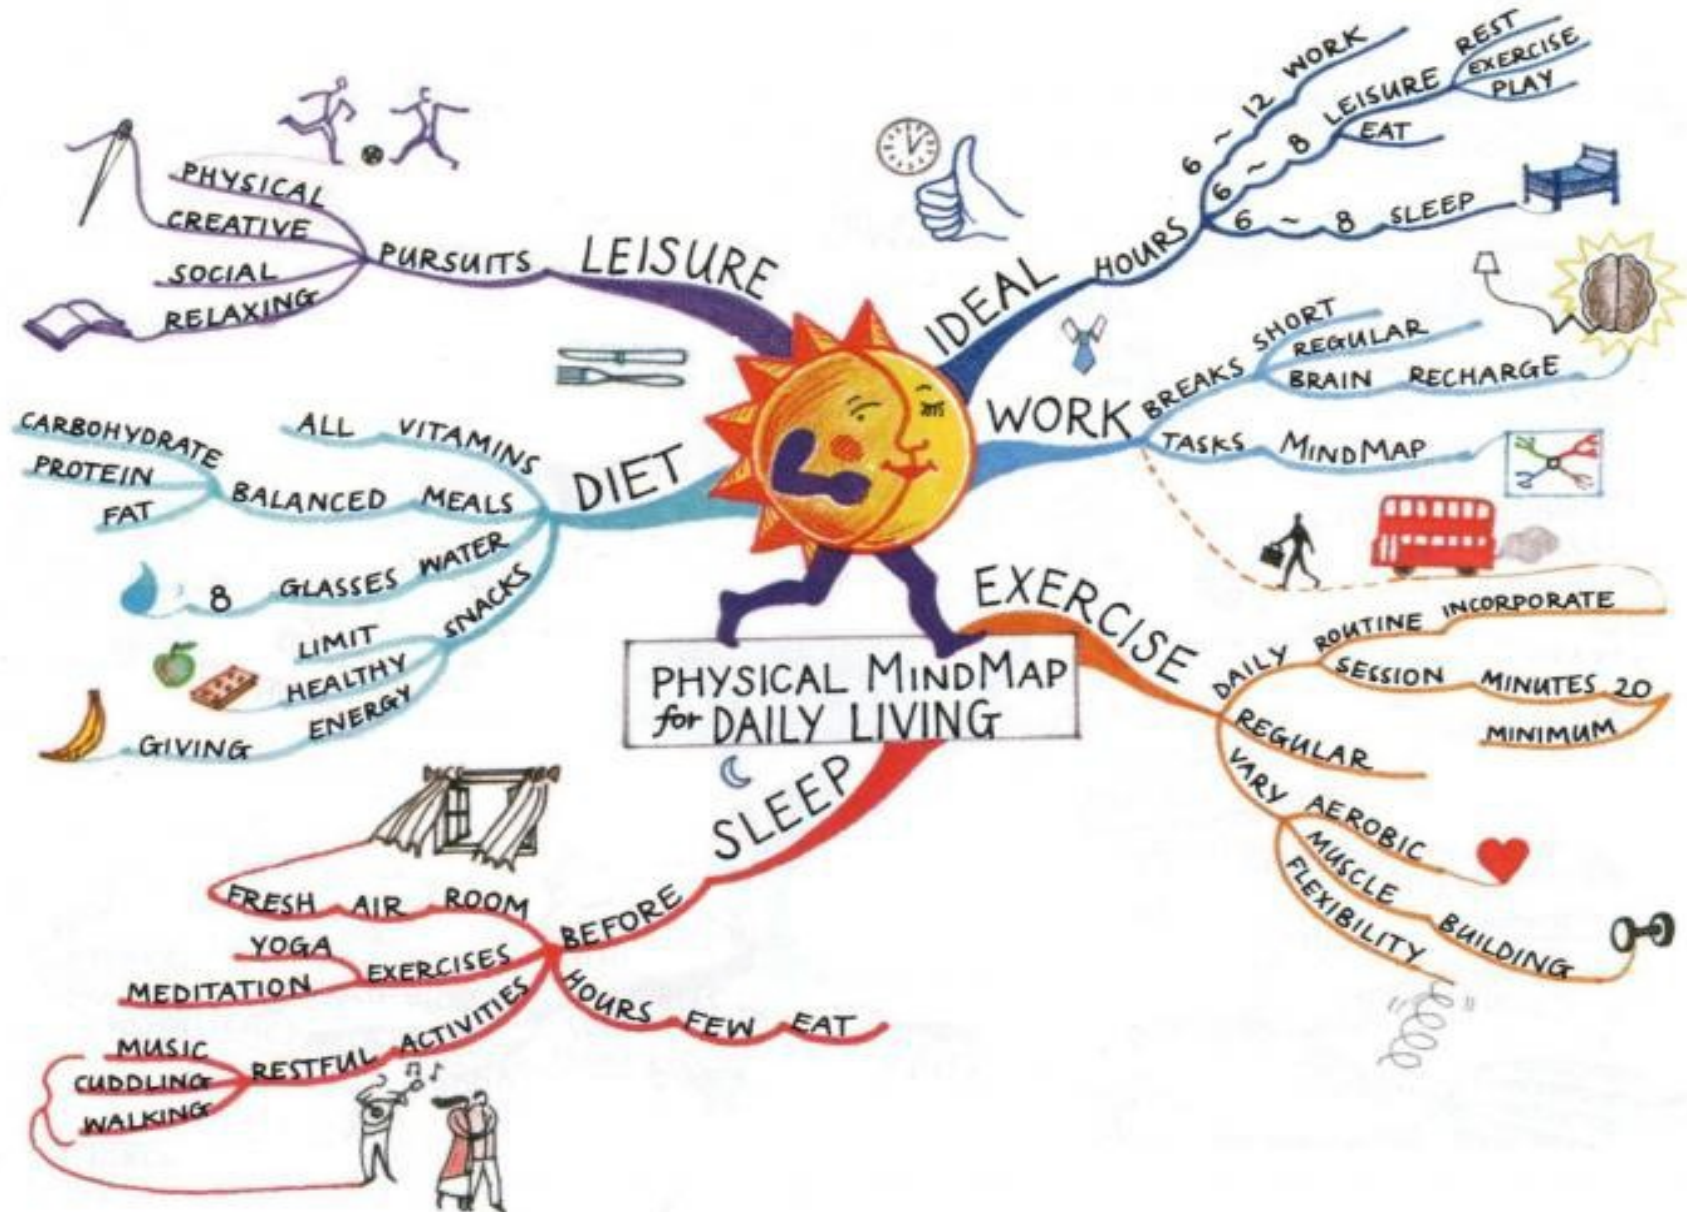 PHYSICAL MINDMAP
for DAILY LIVING
IDEAL
HOURS
6 ~ 12 WORK
6 ~ 8 LEISURE
REST
EXERCISE
PLAY
EAT
6 ~ 8 SLEEP
WORK
BREAKS
SHORT
REGULAR
BRAIN RECHARGE
TASKS MINDMAP
EXERCISE
DAILY
ROUTINE INCORPORATE
SESSION MINUTES 20
MINIMUM
REGULAR
VARY
AEROBIC
MUSCLE BUILDING
FLEXIBILITY
SLEEP
BEFORE
HOURS FEW EAT
ACTIVITIES RESTFUL
MUSIC
CUDDLING
WALKING
EXERCISES
YOGA
MEDITATION
FRESH AIR ROOM
DIET
ALL VITAMINS
BALANCED MEALS
CARBOHYDRATE
PROTEIN
FAT
8 GLASSES WATER
SNACKS
LIMIT
HEALTHY
ENERGY
GIVING
LEISURE
PURSUITS
PHYSICAL
CREATIVE
SOCIAL
RELAXING